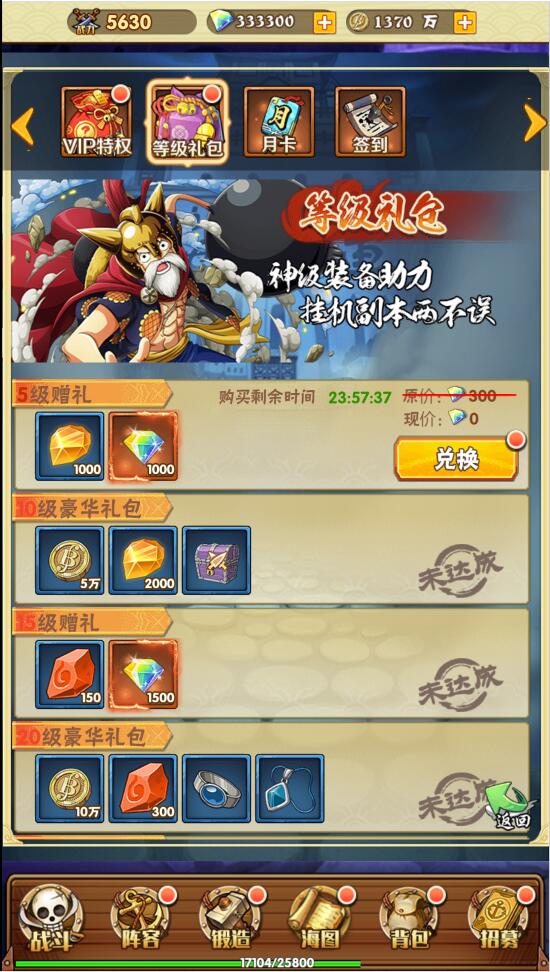 战力 5630 333300 1370 万
VIP特权 等级礼包 月卡 签到
月
等级礼包
神级装备助力
挂机副本两不误
5级赠礼 购买剩余时间 23:57:37 原价: 300
现价: 0
1000 1000 兑换
10级豪华礼包
5万 2000 未达成
15级赠礼
150 1500 未达成
20级豪华礼包
10万 300 未达成
返回
战斗 阵容 锻造 海图 背包 招募
17104/25800